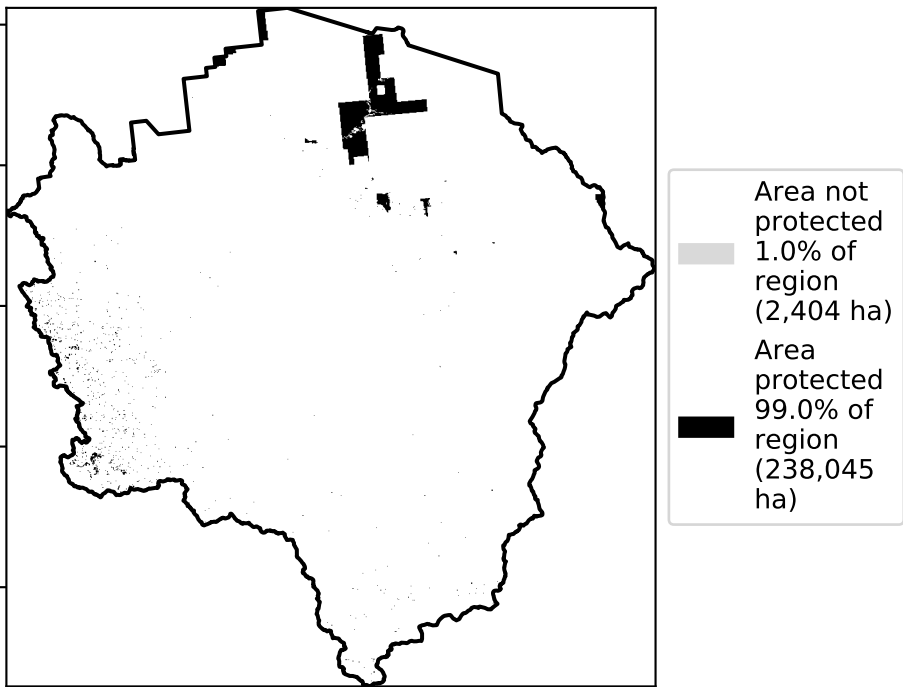 Area not
protected
1.0% of
region
(2,404 ha)
Area
protected
99.0% of
region
(238,045
ha)